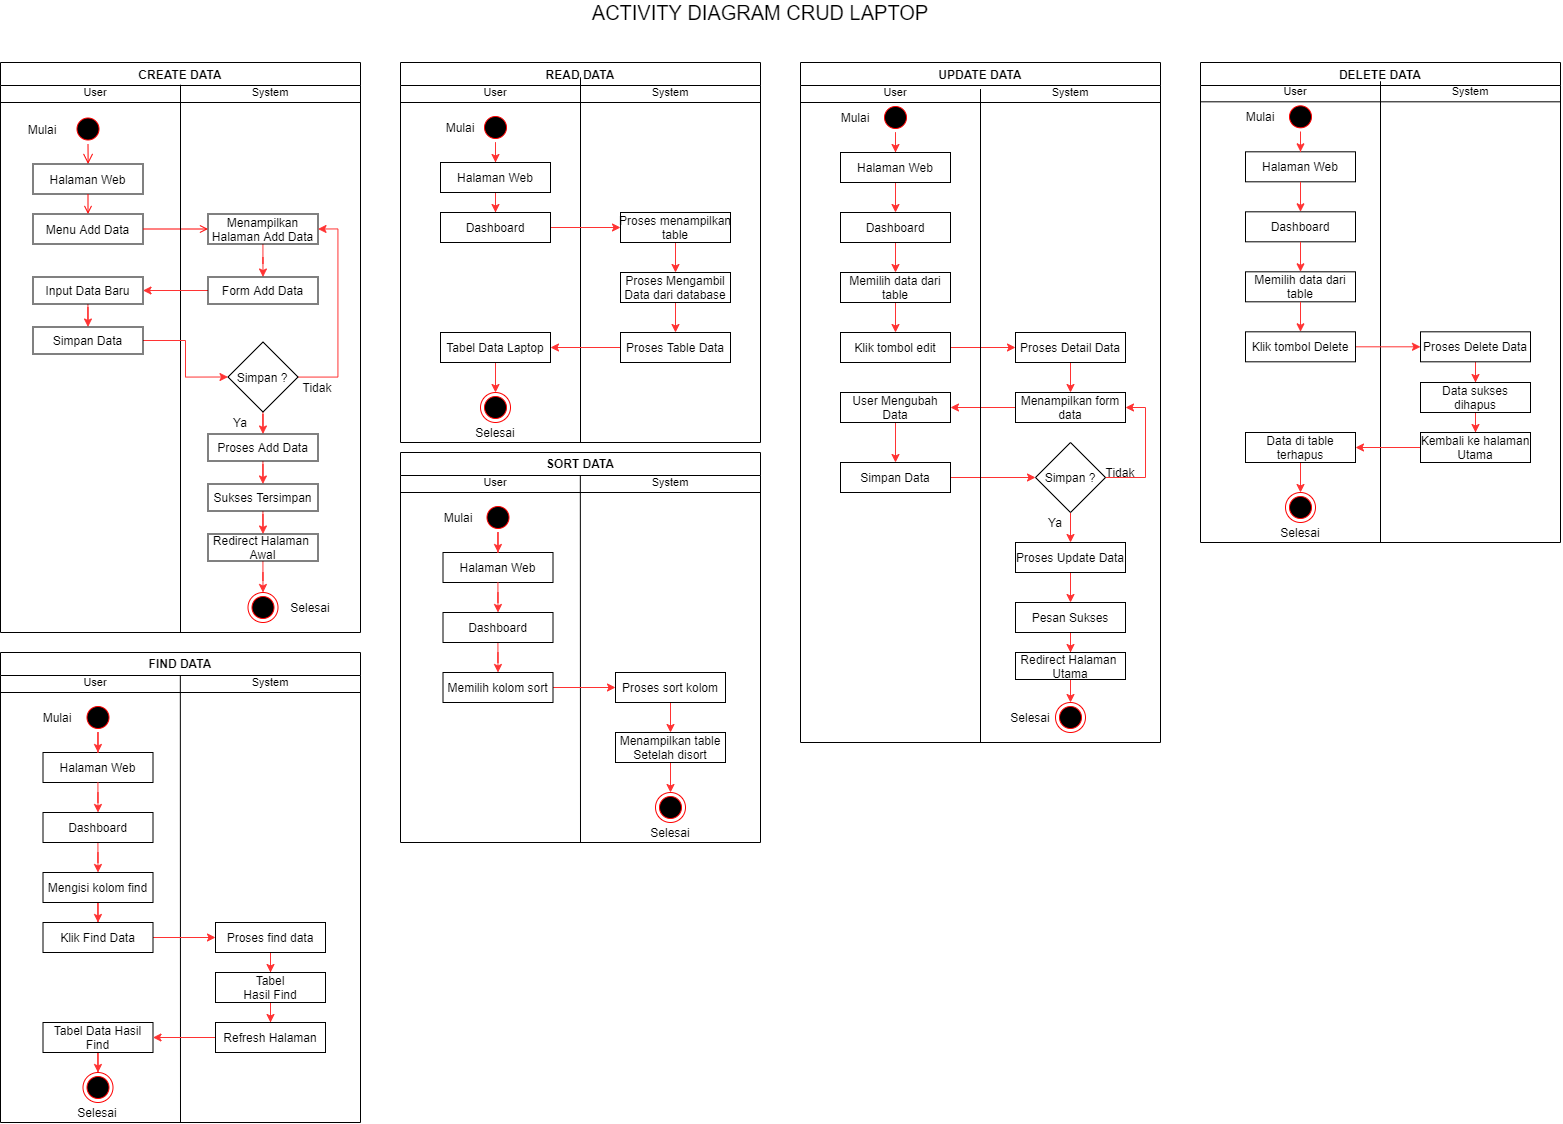 ACTIVITY DIAGRAM CRUD LAPTOP
CREATE DATA
User
System
Mulai
Halaman Web
Menu Add Data
Menampilkan
Halaman Add Data
Input Data Baru
Form Add Data
Simpan Data
Simpan ?
Tidak
Ya
Proses Add Data
Sukses Tersimpan
Redirect Halaman
Awal
Selesai
READ DATA
User
System
Mulai
Halaman Web
Dashboard
Proses menampilkan
table
Proses Mengambil
Data dari database
Tabel Data Laptop
Proses Table Data
Selesai
UPDATE DATA
User
System
Mulai
Halaman Web
Dashboard
Memilih data dari
table
Klik tombol edit
Proses Detail Data
User Mengubah
Data
Menampilkan form
data
Simpan Data
Simpan ?
Tidak
Ya
Proses Update Data
Pesan Sukses
Redirect Halaman
Utama
Selesai
DELETE DATA
User
System
Mulai
Halaman Web
Dashboard
Memilih data dari
table
Klik tombol Delete
Proses Delete Data
Data sukses
dihapus
Data di table
terhapus
Kembali ke halaman
Utama
Selesai
SORT DATA
User
System
Mulai
Halaman Web
Dashboard
Memilih kolom sort
Proses sort kolom
Menampilkan table
Setelah disort
Selesai
FIND DATA
User
System
Mulai
Halaman Web
Dashboard
Mengisi kolom find
Klik Find Data
Proses find data
Tabel
Hasil Find
Tabel Data Hasil
Find
Refresh Halaman
Selesai